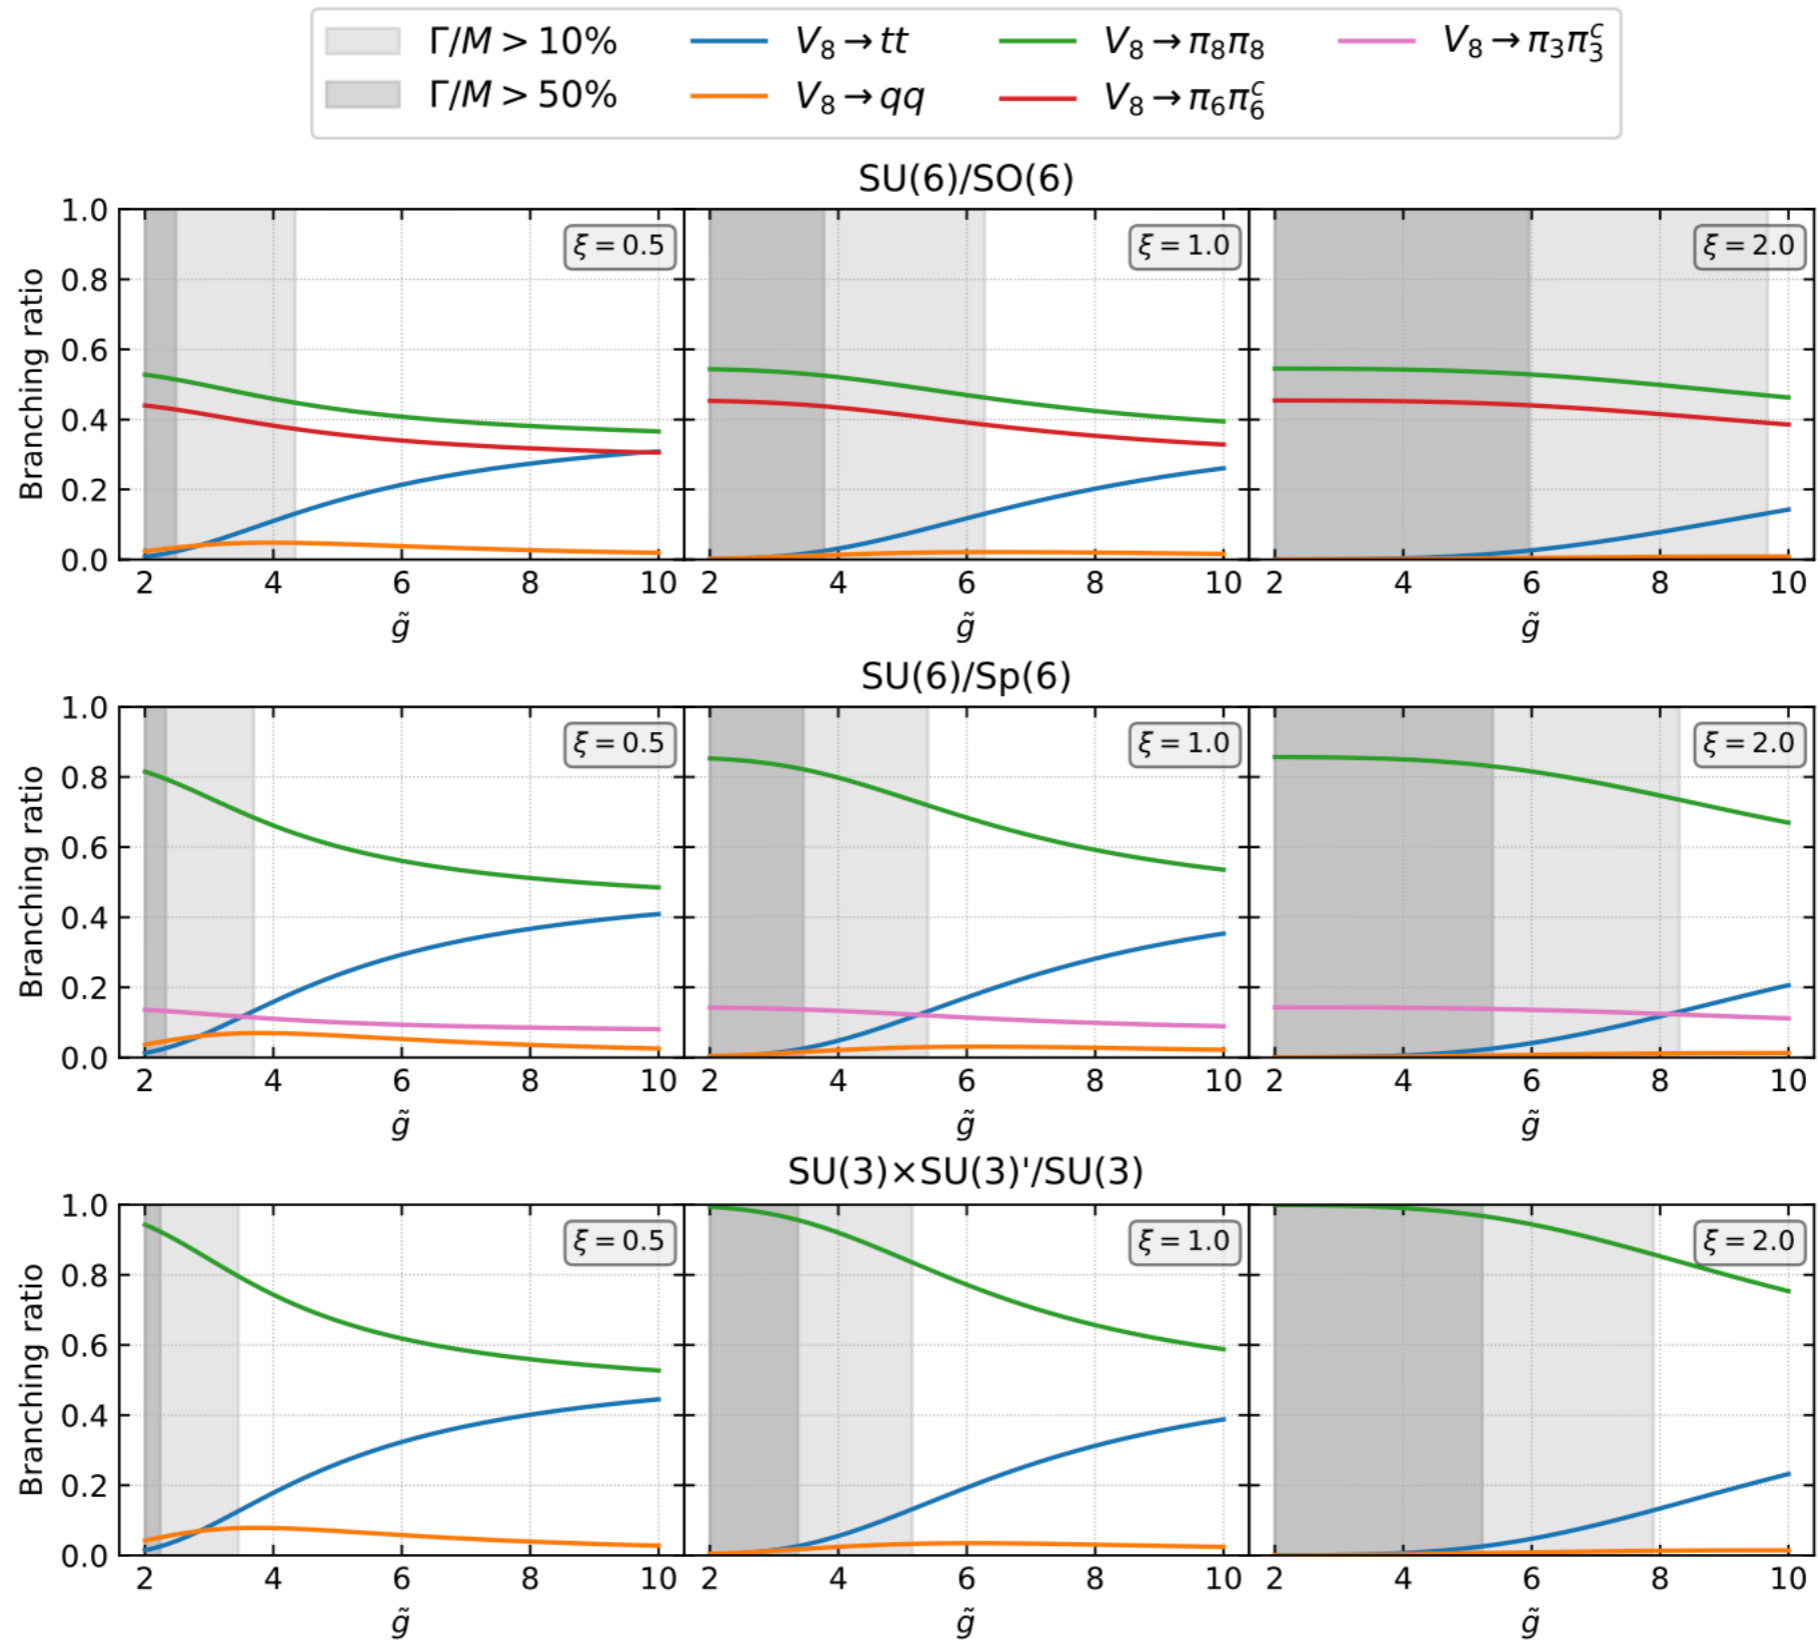 Γ/M > 10% V₈ → tt V₈ → π₈π₈ V₈ → π₃π₃ᶜ
Γ/M > 50% V₈ → qq V₈ → π₆π₆ᶜ
SU(6)/SO(6)
Branching ratio
1.0
0.8
0.6
0.4
0.2
0.0
ξ = 0.5
ξ = 1.0
ξ = 2.0
2 4 6 8 10 2 4 6 8 10 2 4 6 8 10
g̃ g̃ g̃
SU(6)/Sp(6)
Branching ratio
1.0
0.8
0.6
0.4
0.2
0.0
ξ = 0.5
ξ = 1.0
ξ = 2.0
2 4 6 8 10 2 4 6 8 10 2 4 6 8 10
g̃ g̃ g̃
SU(3)×SU(3)'/SU(3)
Branching ratio
1.0
0.8
0.6
0.4
0.2
0.0
ξ = 0.5
ξ = 1.0
ξ = 2.0
2 4 6 8 10 2 4 6 8 10 2 4 6 8 10
g̃ g̃ g̃